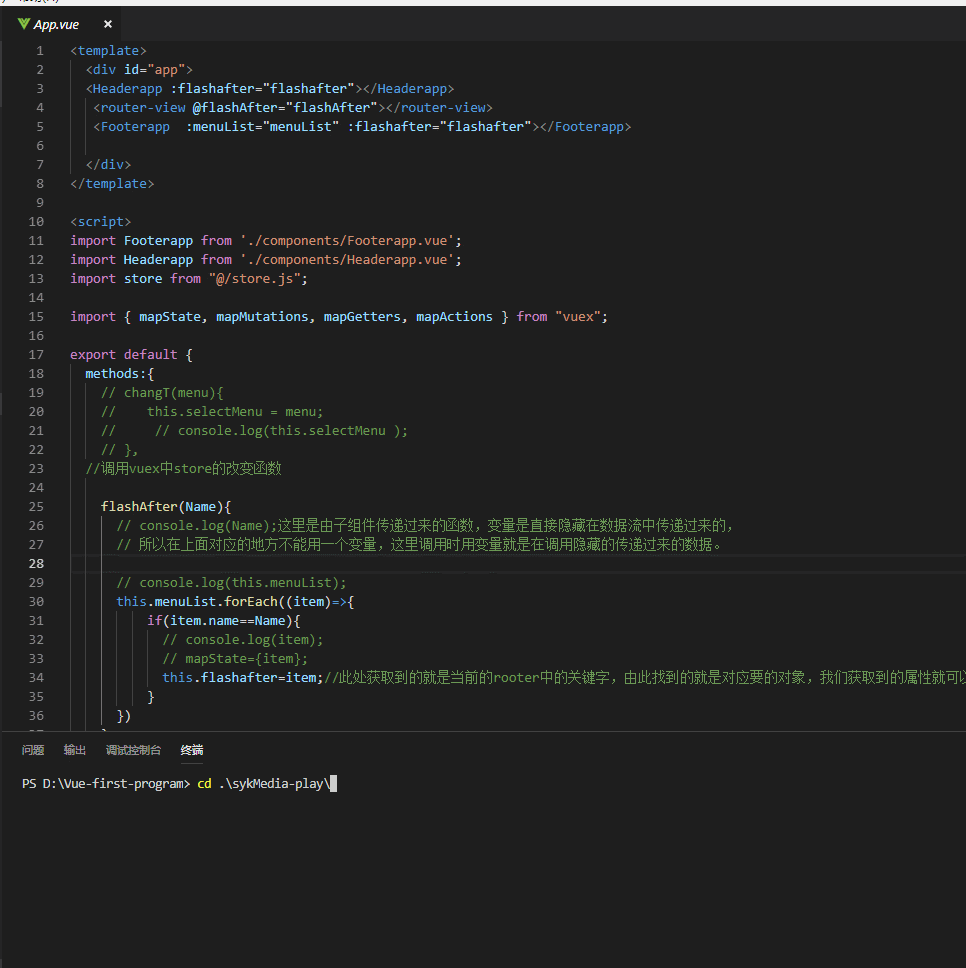 App.vue ×
1 <template>
2 <div id="app">
3 <Headerapp :flashafter="flashafter"></Headerapp>
4 <router-view @flashAfter="flashAfter"></router-view>
5 <Footerapp  :menuList="menuList" :flashafter="flashafter"></Footerapp>
6
7 </div>
8 </template>
9
10 <script>
11 import Footerapp from './components/Footerapp.vue';
12 import Headerapp from './components/Headerapp.vue';
13 import store from "@/store.js";
14
15 import { mapState, mapMutations, mapGetters, mapActions } from "vuex";
16
17 export default {
18 methods:{
19 // changT(menu){
20 //    this.selectMenu = menu;
21 //     // console.log(this.selectMenu );
22 // },
23 //调用vuex中store的改变函数
24
25 flashAfter(Name){
26 // console.log(Name);这里是由子组件传递过来的函数，变量是直接隐藏在数据流中传递过来的，
27 // 所以在上面对应的地方不能用一个变量，这里调用时用变量就是在调用隐藏的传递过来的数据。
28
29 // console.log(this.menuList);
30 this.menuList.forEach((item)=>{
31 if(item.name==Name){
32 // console.log(item);
33 // mapState={item};
34 this.flashafter=item;//此处获取到的就是当前的rooter中的关键字，由此找到的就是对应要的对象，我们获取到的属性就可以
35 }
36 })
问题 输出 调试控制台 终端
PS D:\Vue-first-program> cd .\sykMedia-play\